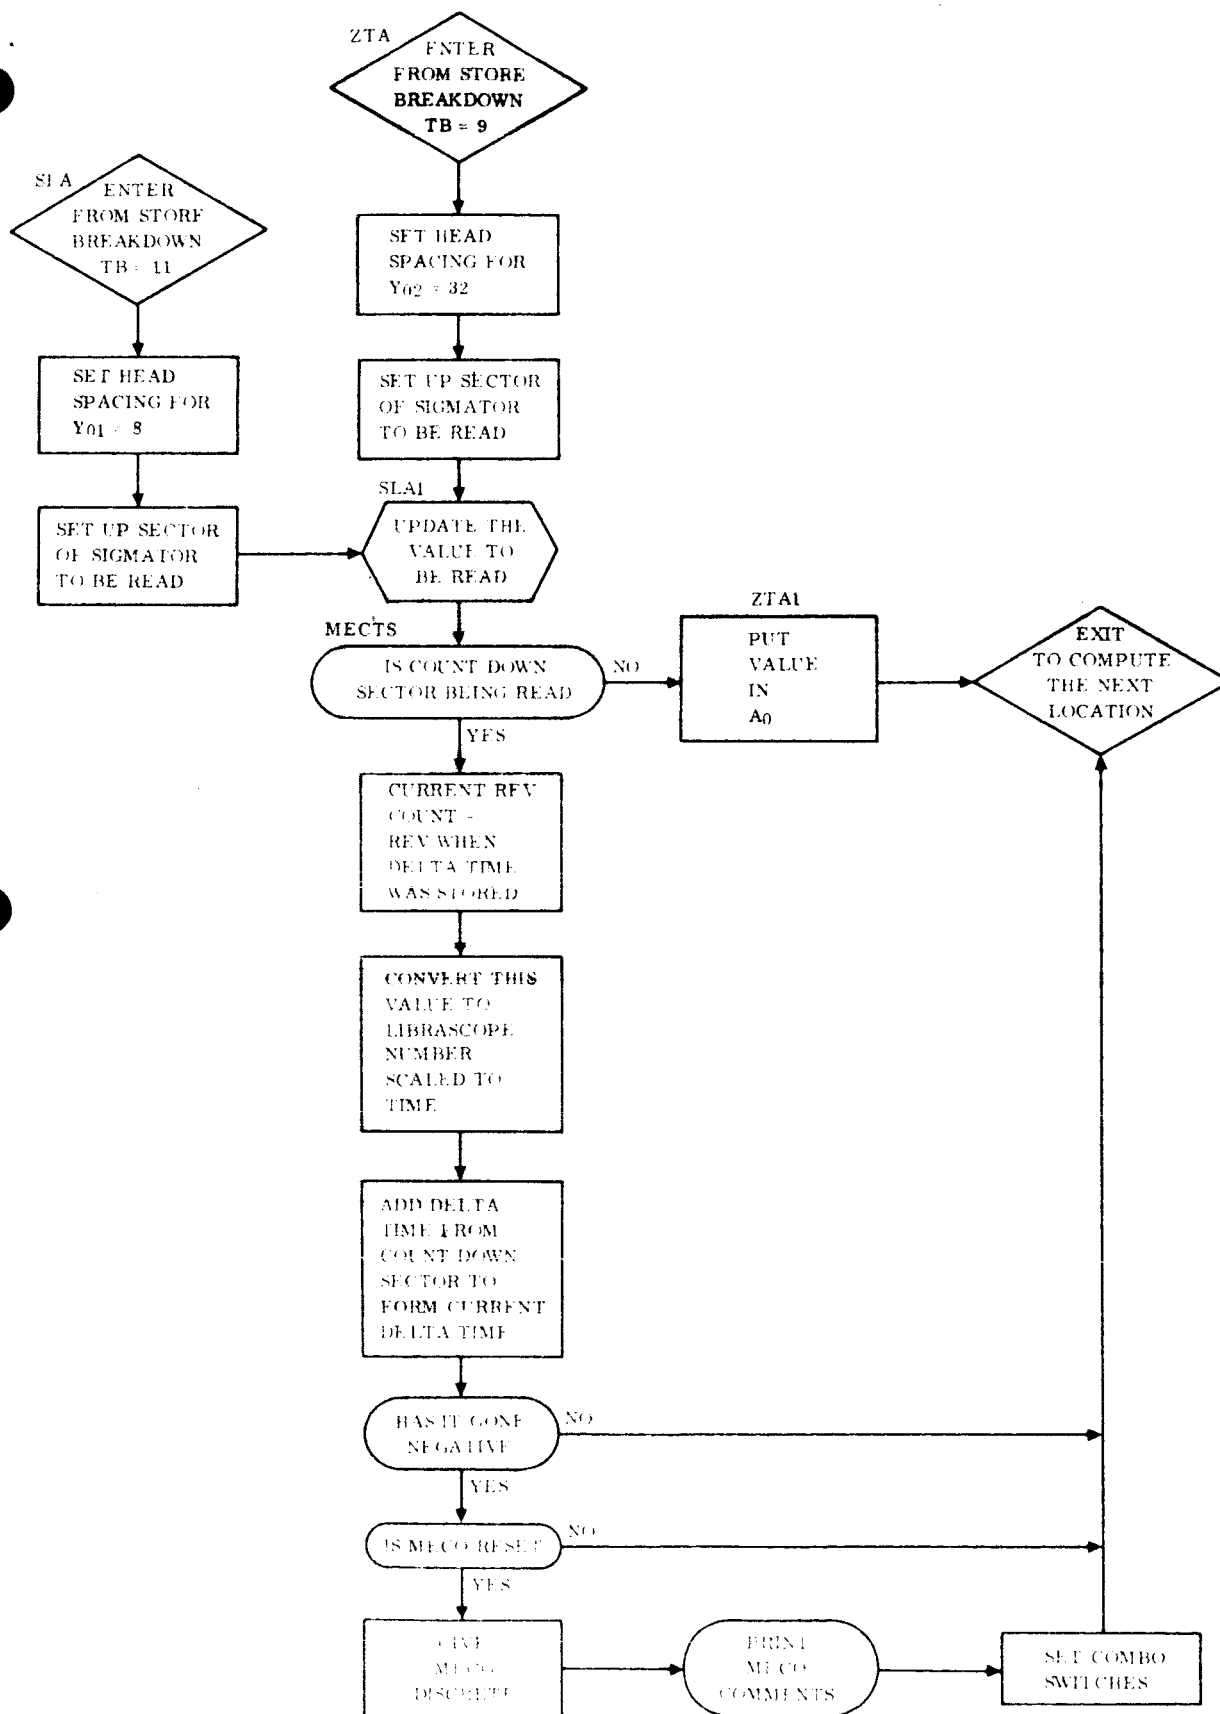 ZTA
ENTER
FROM STORE
BREAKDOWN
TB = 9
SLA
ENTER
FROM STORE
BREAKDOWN
TB = 11
SET HEAD
SPACING FOR
Y02 = 32
SET HEAD
SPACING FOR
Y01 = 8
SET UP SECTOR
OF SIGMATOR
TO BE READ
SET UP SECTOR
OF SIGMATOR
TO BE READ
SLA1
UPDATE THE
VALUE TO
BE READ
MECTS
IS COUNT DOWN
SECTOR BEING READ
NO
YES
ZTA1
PUT
VALUE
IN
A0
EXIT
TO COMPUTE
THE NEXT
LOCATION
CURRENT REV
COUNT -
REV WHEN
DELTA TIME
WAS STORED
CONVERT THIS
VALUE TO
LIBRASCOPE
NUMBER
SCALED TO
TIME
ADD DELTA
TIME FROM
COUNT DOWN
SECTOR TO
FORM CURRENT
DELTA TIME
HAS IT GONE
NEGATIVE
NO
YES
IS MECO RESET
NO
YES
GIVE
MECO
DISCRETE
PRINT
MECO
COMMENTS
SET COMBO
SWITCHES